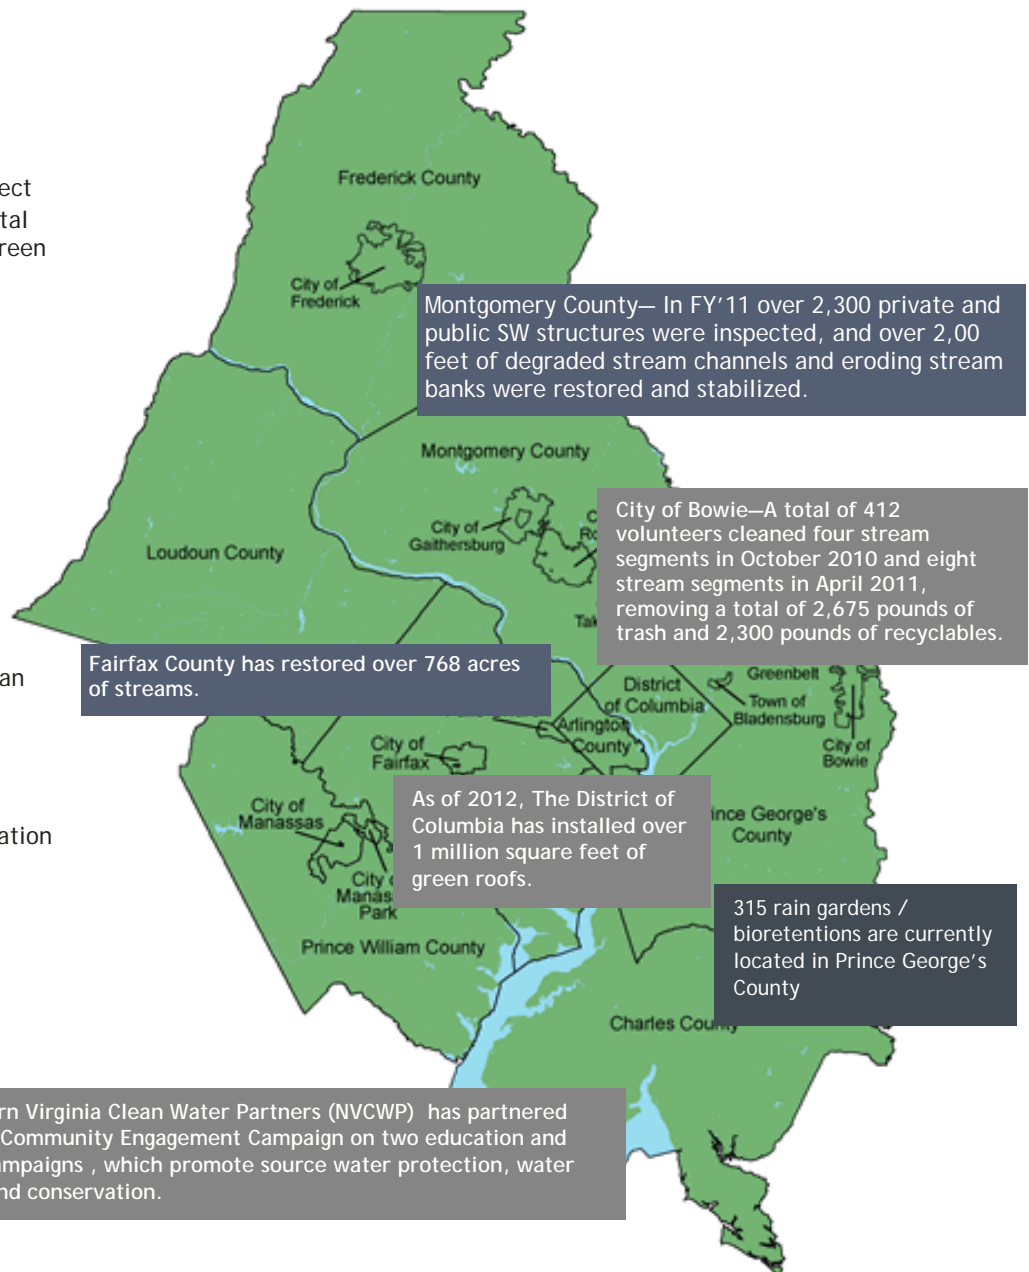 Frederick County
ect
tal
reen
City of
Frederick
Montgomery County— In FY'11 over 2,300 private and
public SW structures were inspected, and over 2,00
feet of degraded stream channels and eroding stream
banks were restored and stabilized.
Montgomery County
City of
Gaithersburg
City of Bowie—A total of 412
volunteers cleaned four stream
segments in October 2010 and eight
stream segments in April 2011,
removing a total of 2,675 pounds of
trash and 2,300 pounds of recyclables.
Loudoun County
Tak
Fairfax County has restored over 768 acres
of streams.
an
Greenbelt
District
of Columbia
Town of
Bladensburg
Arlington
County
City of
Bowie
City of
Fairfax
As of 2012, The District of
Columbia has installed over
1 million square feet of
green roofs.
City of
Manassas
ince George's
County
ation
City
Manas
Park
315 rain gardens /
bioretentions are currently
located in Prince George's
County
Prince William County
Charles County
rn Virginia Clean Water Partners (NVCWP) has partnered
Community Engagement Campaign on two education and
ampaigns , which promote source water protection, water
nd conservation.